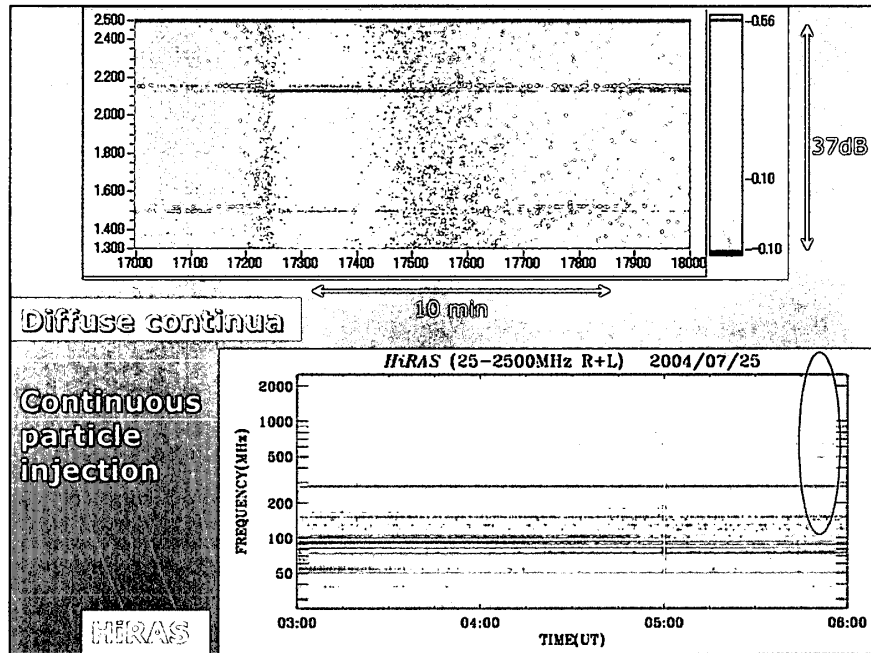 2.500
2.400
2.200
2.000
1.800
1.600
1.400
1.300
17000 17100 17200 17300 17400 17500 17600 17700 17800 17900 18000
-0.66
-0.10
-0.10
37dB
10 min
Diffuse continua
Continuous
particle
injection
HiRAS
HiRAS (25-2500MHz R+L) 2004/07/25
FREQUENCY(MHz)
2000
1000
500
200
100
50
03:00 04:00 05:00 06:00
TIME(UT)